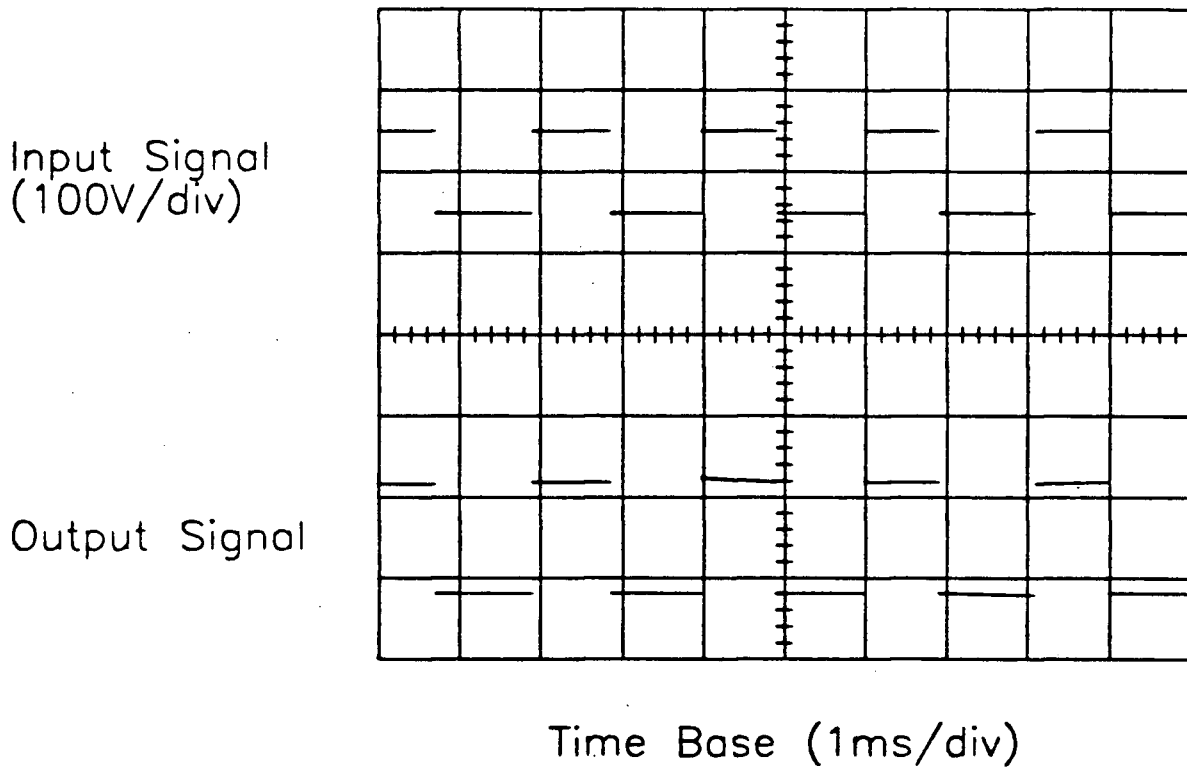 Input Signal
(100V/div)
Output Signal
Time Base (1ms/div)